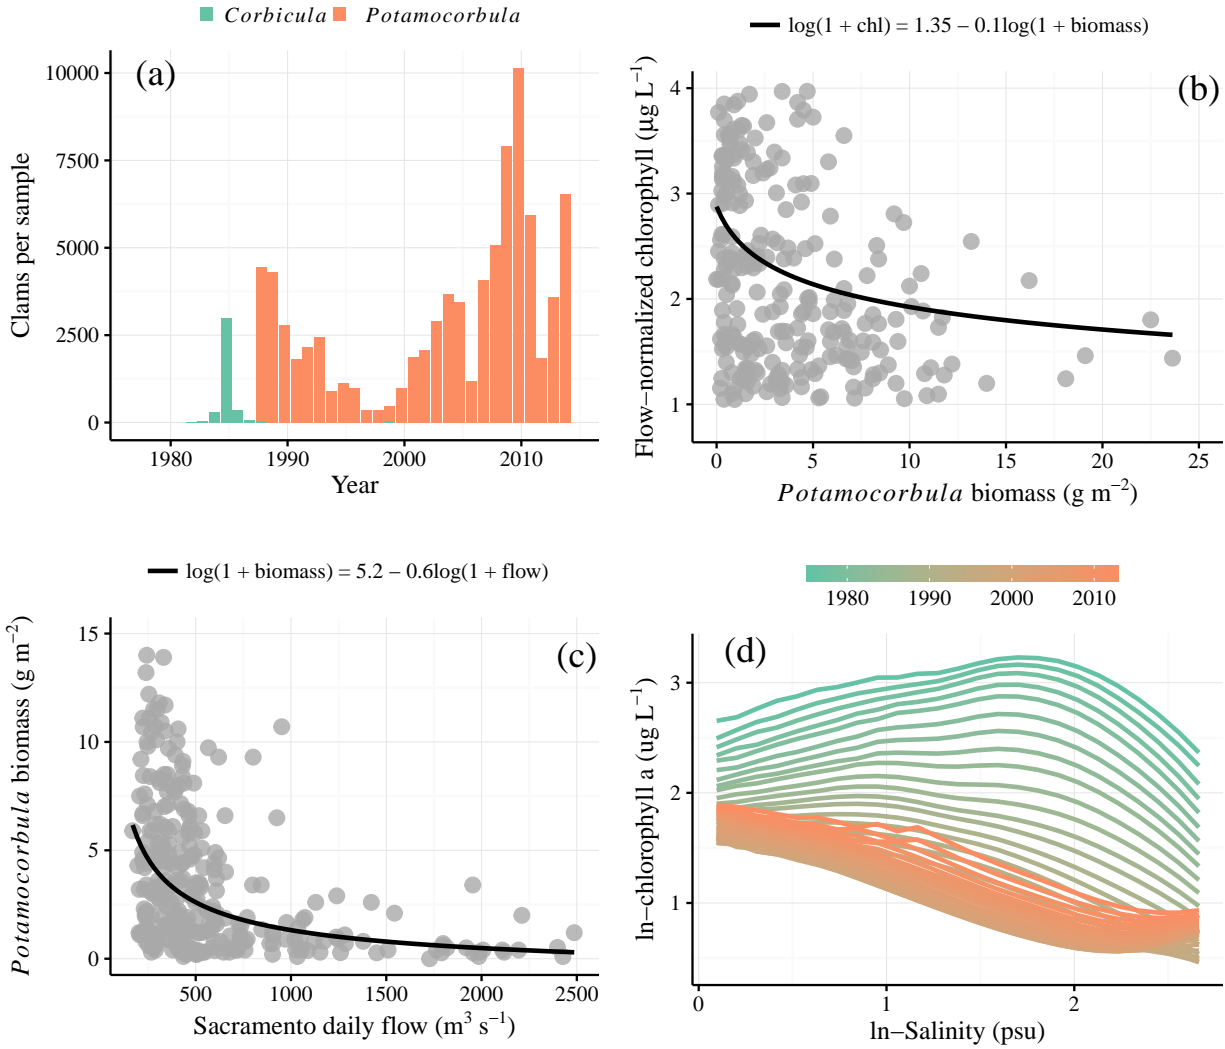 Corbicula Potamocorbula
(a)
Clams per sample
10000
7500
5000
2500
0
1980 1990 2000 2010
Year
log(1 + chl) = 1.35 − 0.1log(1 + biomass)
(b)
Flow−normalized chlorophyll (μg L⁻¹)
4
3
2
1
0 5 10 15 20 25
Potamocorbula biomass (g m⁻²)
log(1 + biomass) = 5.2 − 0.6log(1 + flow)
(c)
Potamorbula biomass (g m⁻²)
15
10
5
0
500 1000 1500 2000 2500
Sacramento daily flow (m³ s⁻¹)
1980 1990 2000 2010
(d)
ln−chlorophyll a (ug L⁻¹)
3
2
1
0 1 2
ln−Salinity (psu)